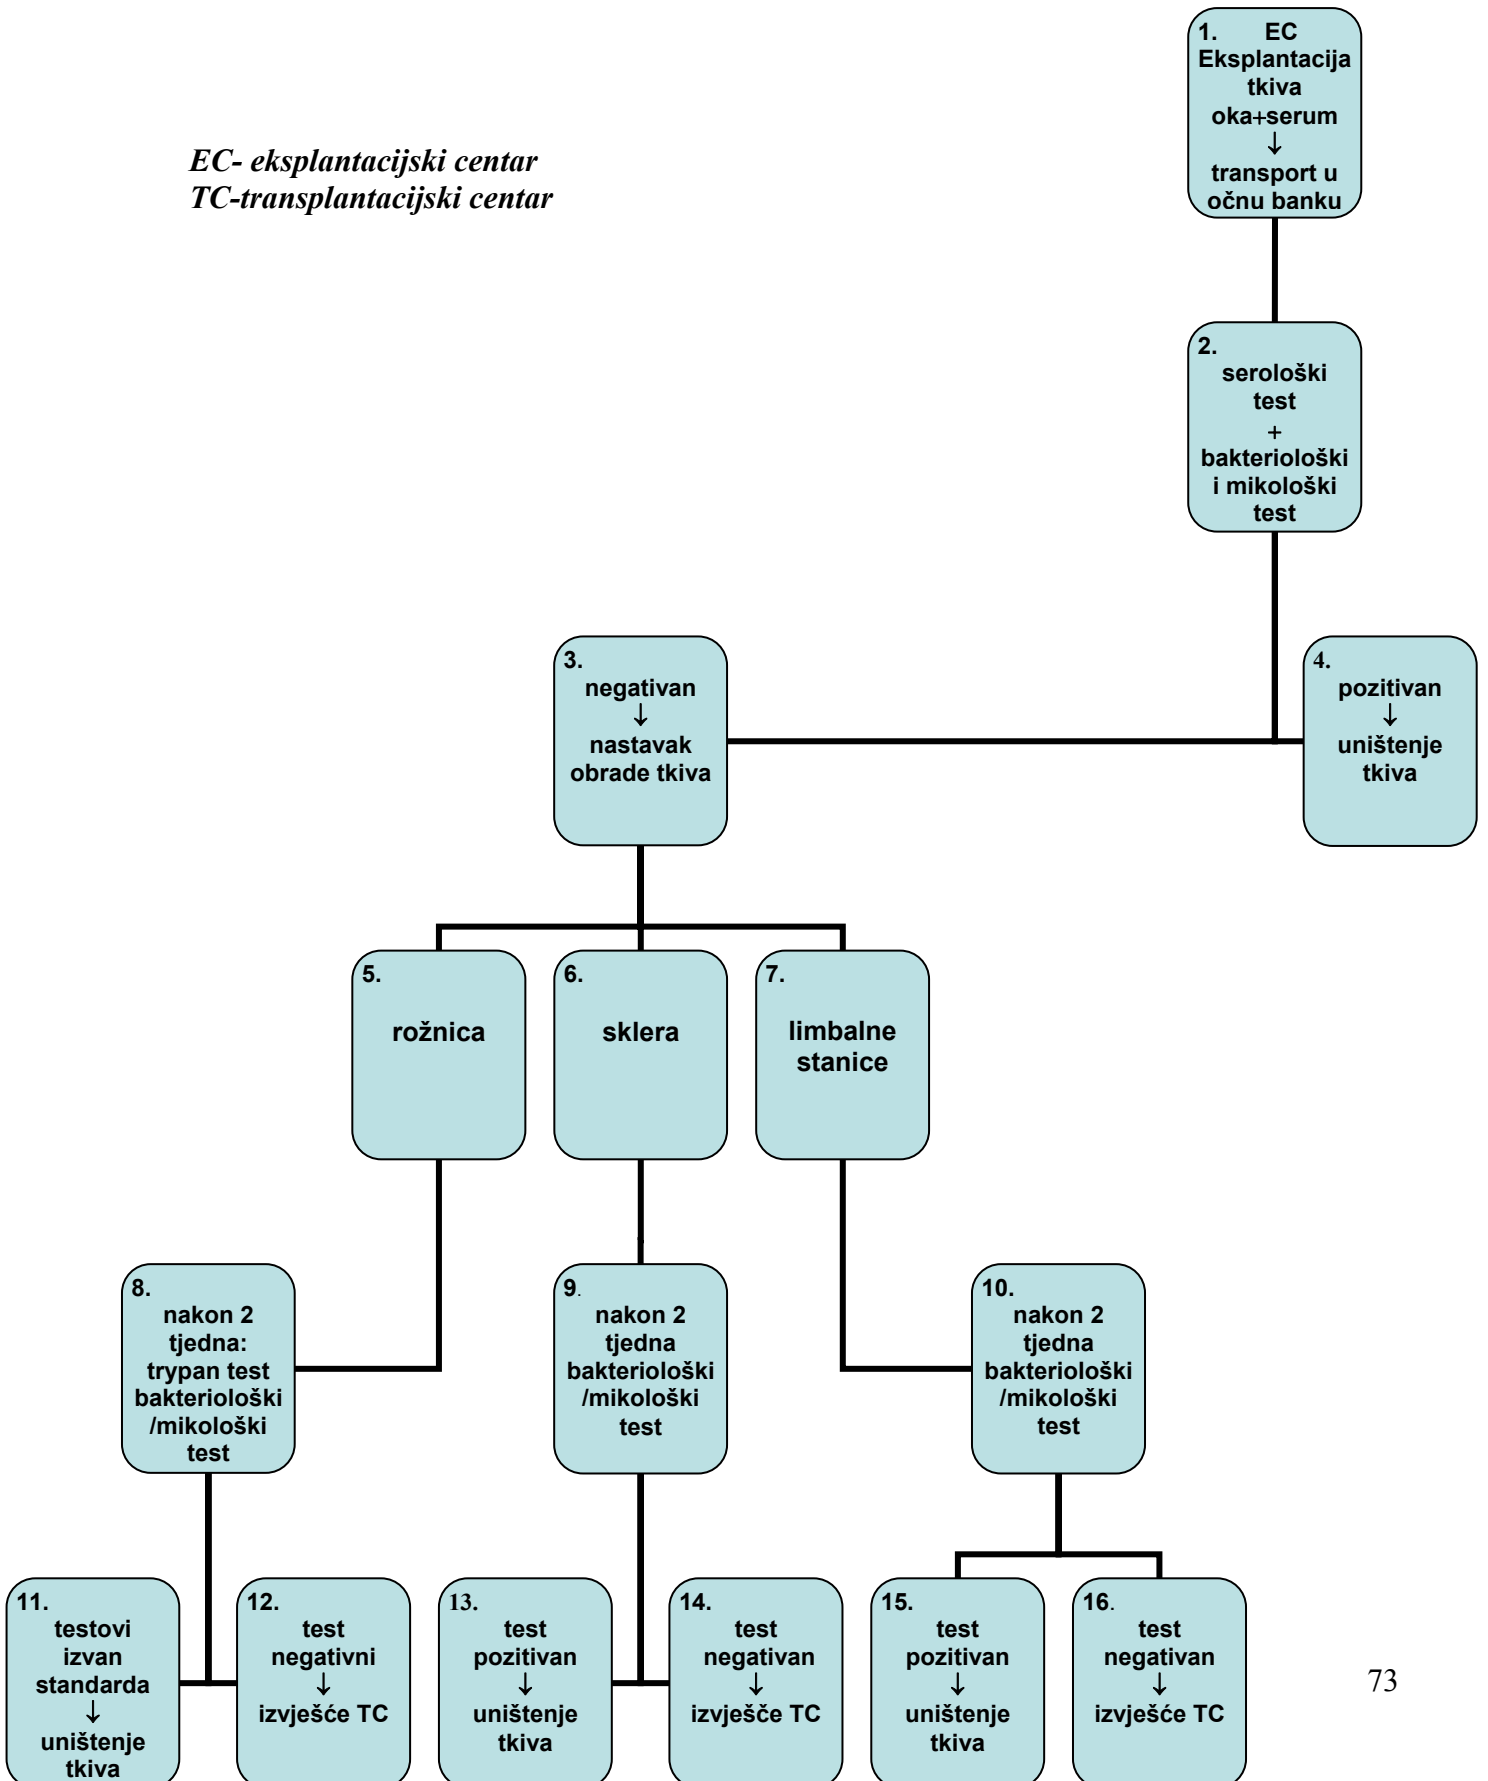 1. EC
Eksplantacija
tkiva
oka+serum
↓
transport u
očnu banku
EC- eksplantacijski centar
TC-transplantacijski centar
2.
serološki
test
+
bakteriološki
i mikološki
test
3.
negativan
↓
nastavak
obrade tkiva
4.
pozitivan
↓
uništenje
tkiva
5.
rožnica
6.
sklera
7.
limbalne
stanice
8.
nakon 2
tjedna:
trypan test
bakteriološki
/mikološki
test
9.
nakon 2
tjedna
bakteriološki
/mikološki
test
10.
nakon 2
tjedna
bakteriološki
/mikološki
test
11.
testovi
izvan
standarda
↓
uništenje
tkiva
12.
test
negativni
↓
izvješće TC
13.
test
pozitivan
↓
uništenje
tkiva
14.
test
negativan
↓
izvješče TC
15.
test
pozitivan
↓
uništenje
tkiva
16.
test
negativan
↓
izvješće TC
73